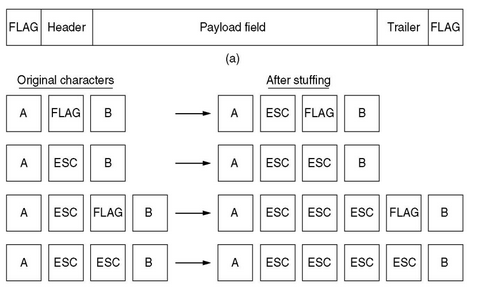 FLAG Header Payload field Trailer FLAG
(a)
Original characters After stuffing
A FLAG B A ESC FLAG B
A ESC B A ESC ESC B
A ESC FLAG B A ESC ESC ESC FLAG B
A ESC ESC B A ESC ESC ESC ESC B